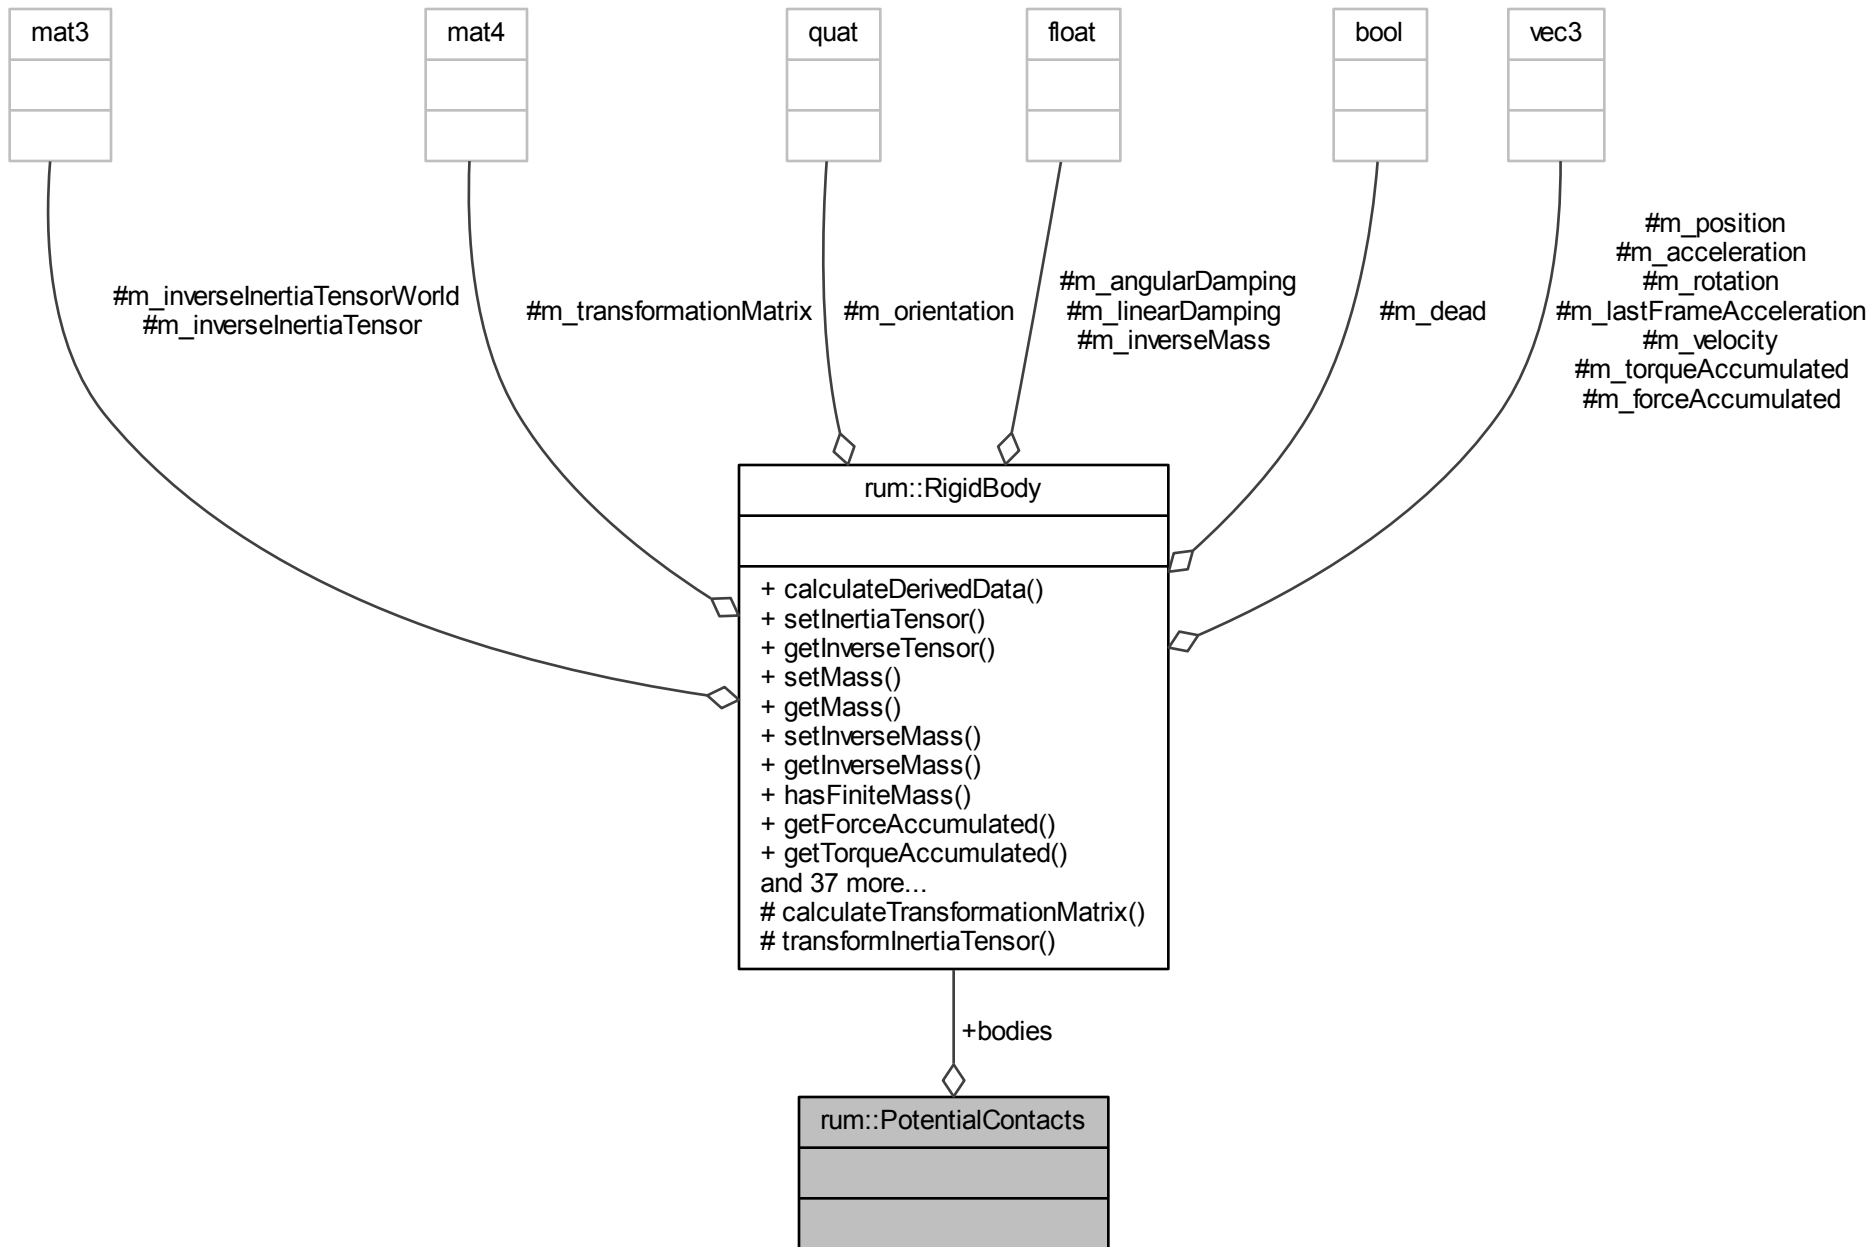 mat3
mat4
quat
float
bool
vec3
#m_inverseInertiaTensorWorld
#m_inverseInertiaTensor
#m_transformationMatrix
#m_orientation
#m_angularDamping
#m_linearDamping
#m_inverseMass
#m_dead
#m_position
#m_acceleration
#m_rotation
#m_lastFrameAcceleration
#m_velocity
#m_torqueAccumulated
#m_forceAccumulated
rum::RigidBody
+ calculateDerivedData()
+ setInertiaTensor()
+ getInverseTensor()
+ setMass()
+ getMass()
+ setInverseMass()
+ getInverseMass()
+ hasFiniteMass()
+ getForceAccumulated()
+ getTorqueAccumulated()
and 37 more...
# calculateTransformationMatrix()
# transformInertiaTensor()
+bodies
rum::PotentialContacts